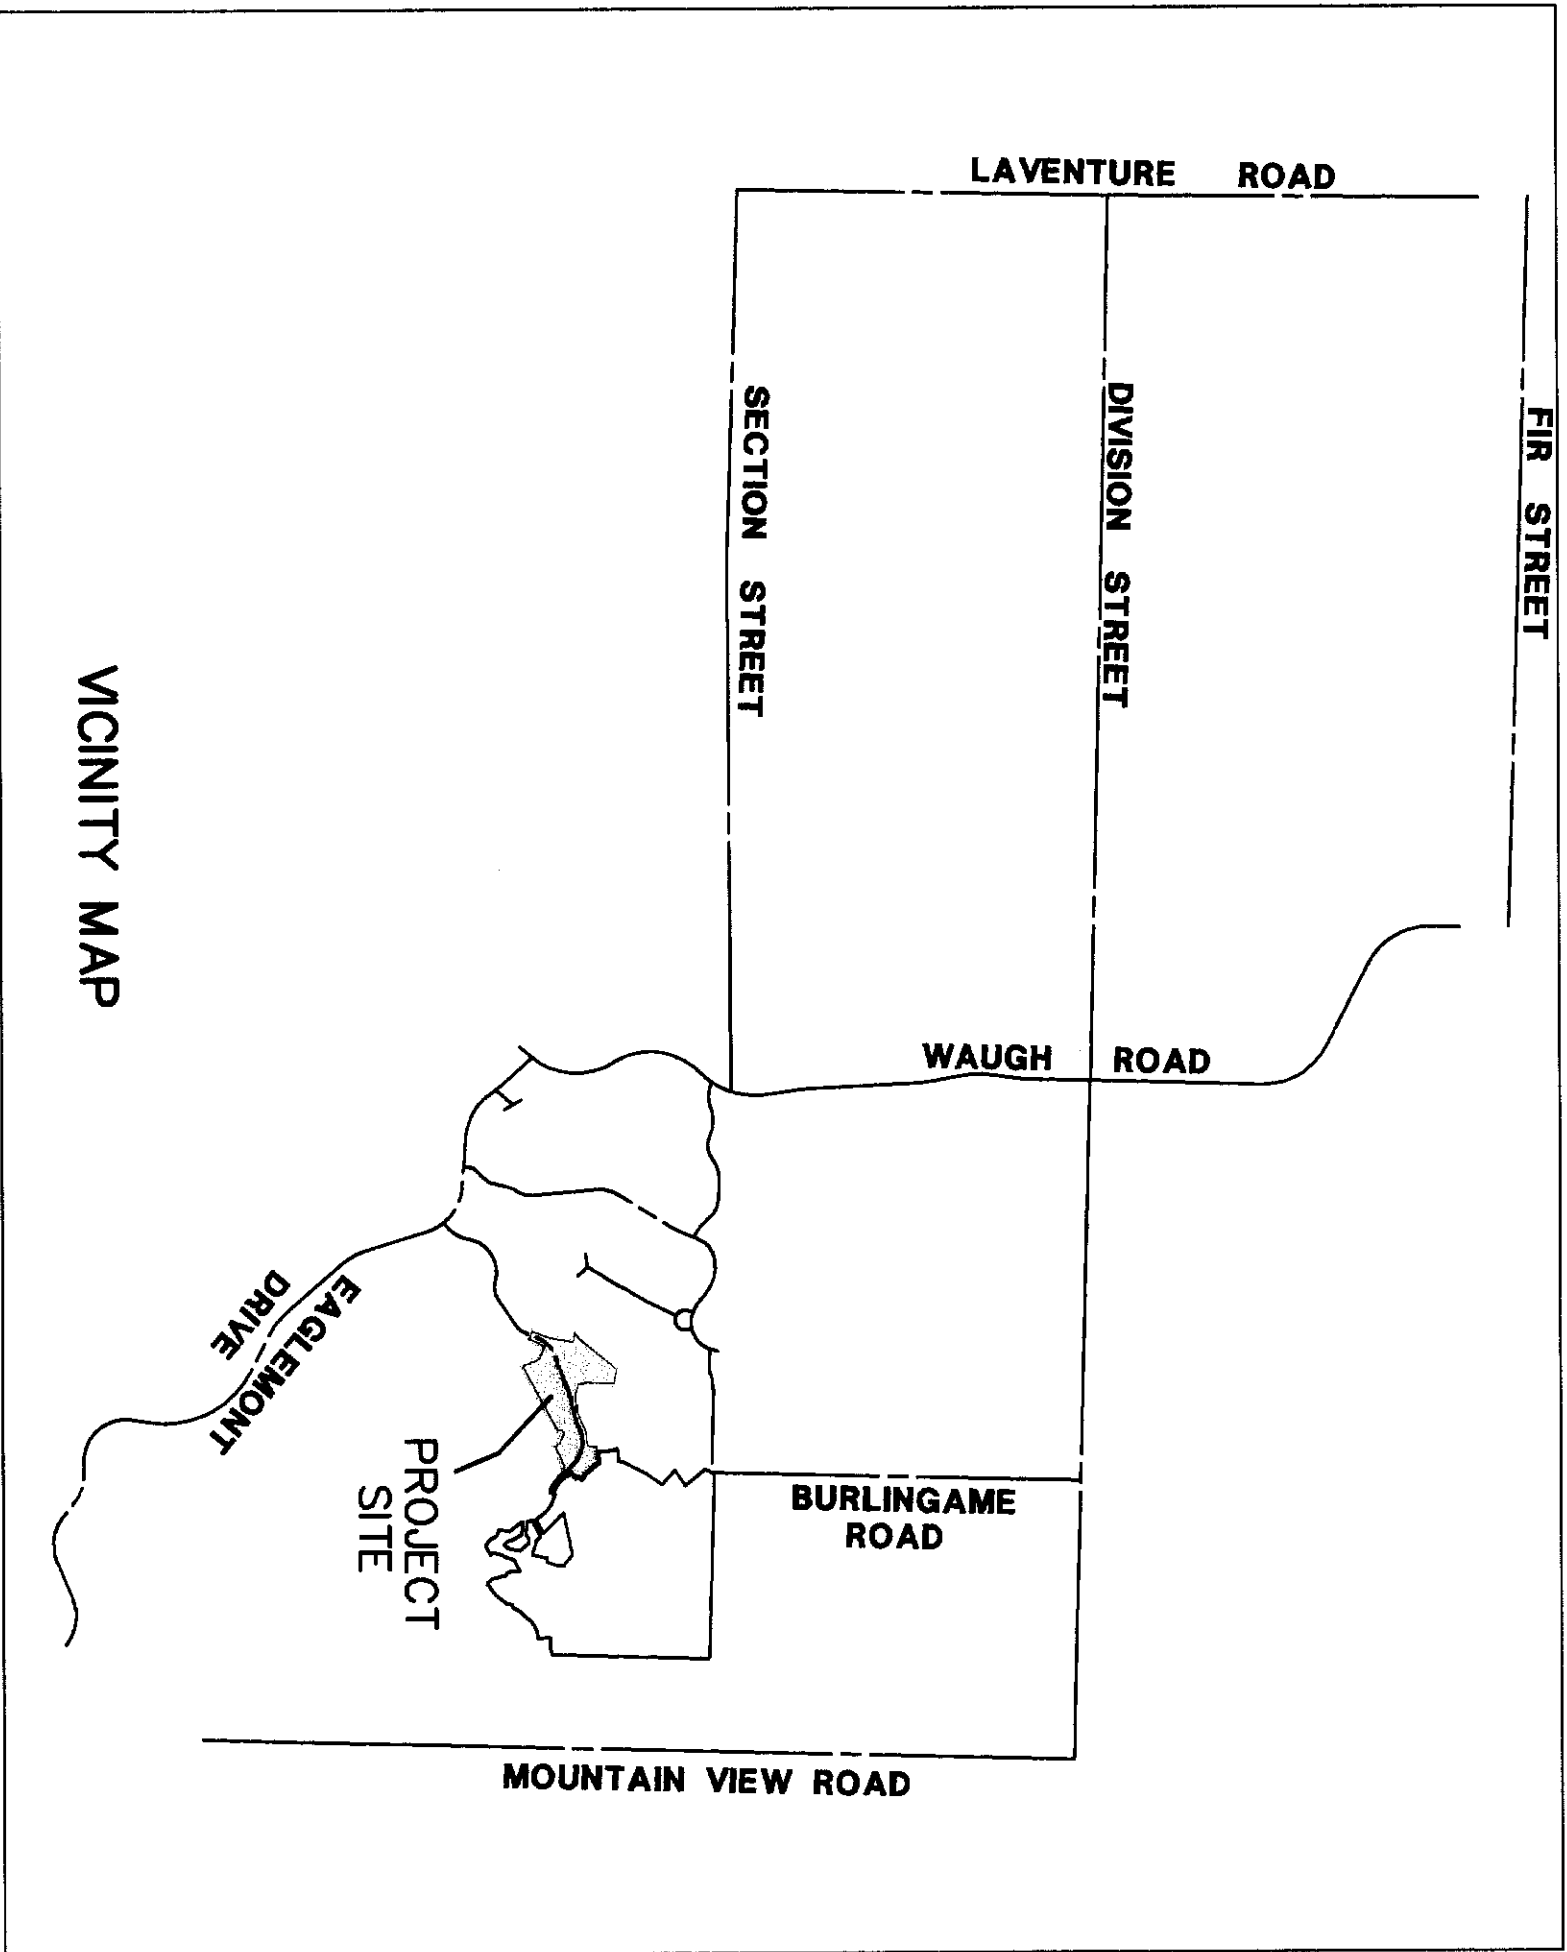 FIR STREET
LAVENTURE ROAD
DIVISION STREET
SECTION STREET
WAUGH ROAD
BURLINGAME
ROAD
MOUNTAIN VIEW ROAD
EAGLEMONT
DRIVE
PROJECT
SITE
VICINITY MAP